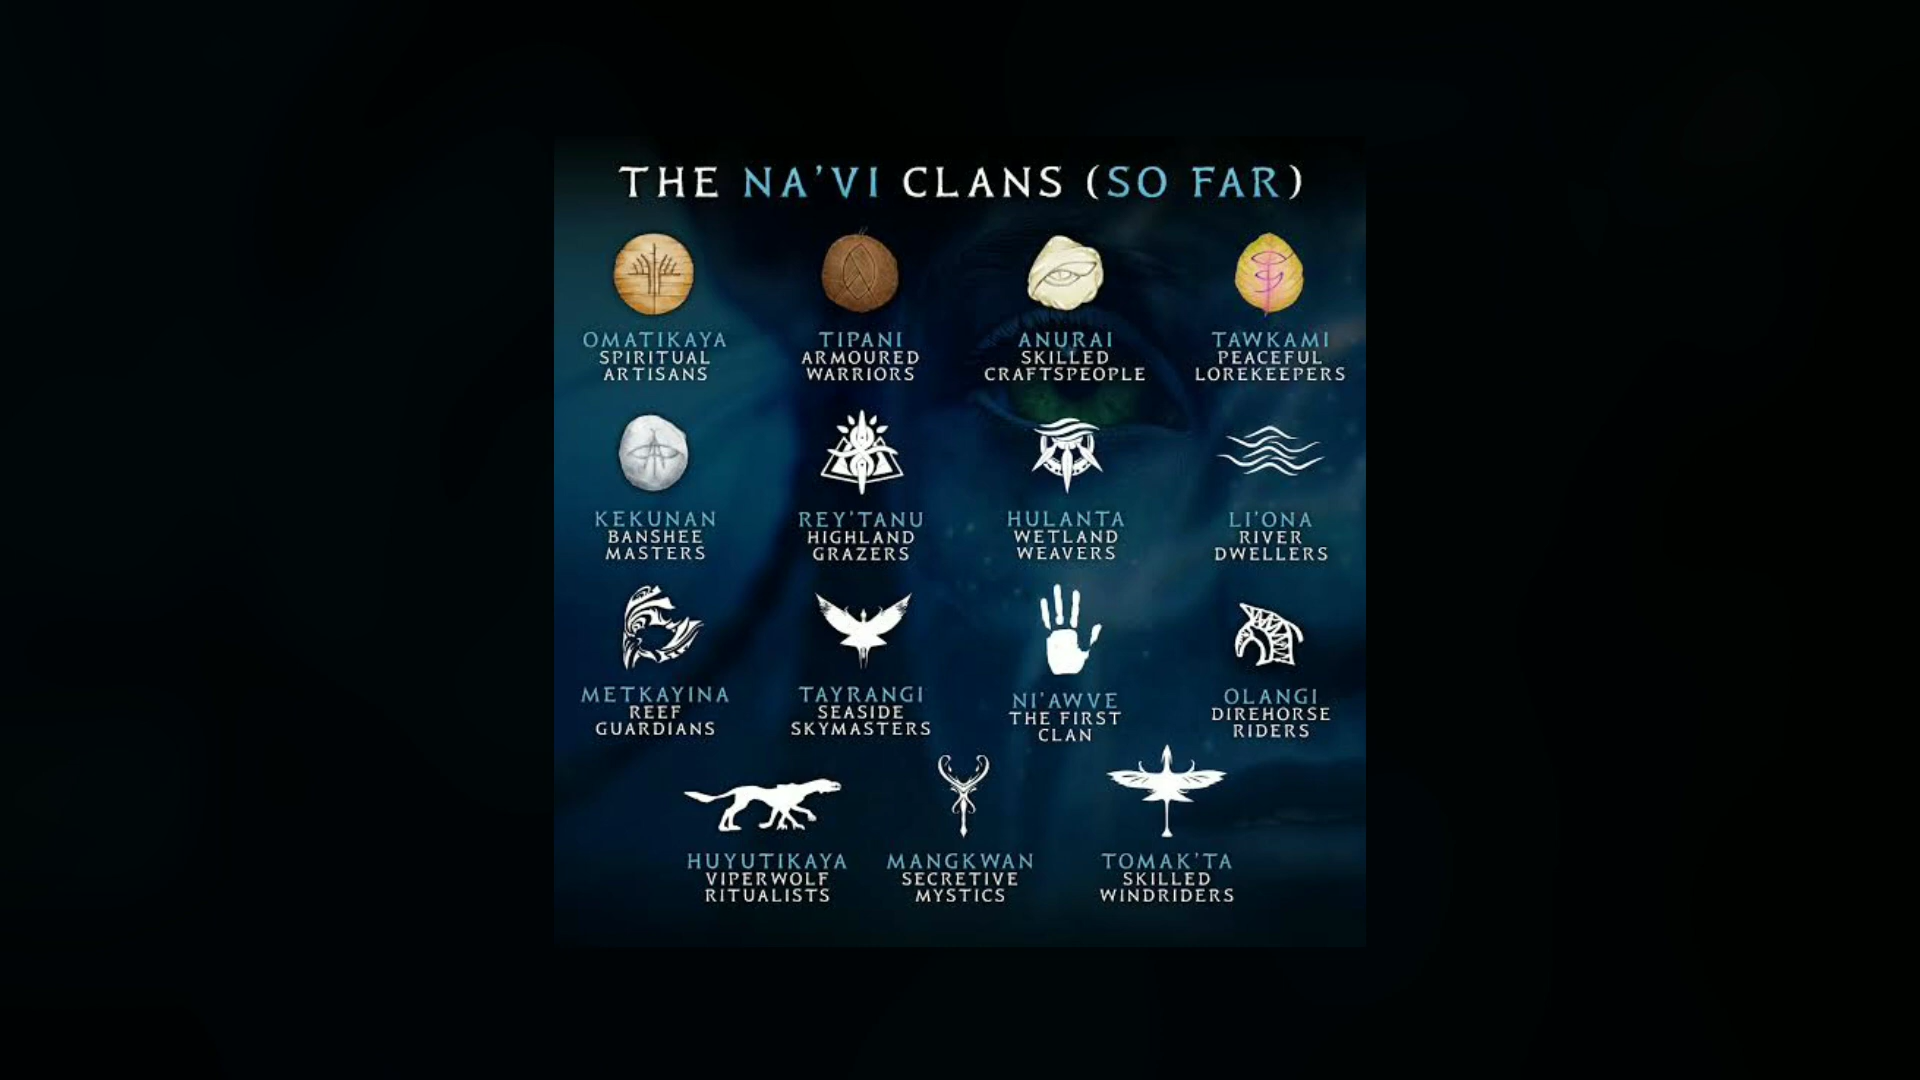 THE NA'VI CLANS (SO FAR)
OMATIKAYA
SPIRITUAL
ARTISANS
TIPANI
ARMOURED
WARRIORS
ANURAI
SKILLED
CRAFTSPEOPLE
TAWKAMI
PEACEFUL
LOREKEEPERS
KEKUNAN
BANSHEE
MASTERS
REY'TANU
HIGHLAND
GRAZERS
HULANTA
WETLAND
WEAVERS
LI'ONA
RIVER
DWELLERS
METKAYINA
REEF
GUARDIANS
TAYRANGI
SEASIDE
SKYMASTERS
NI'AWVE
THE FIRST
CLAN
OLANGI
DIREHORSE
RIDERS
HUYUTIKAYA
VIPERWOLF
RITUALISTS
MANGKWAN
SECRETIVE
MYSTICS
TOMAK'TA
SKILLED
WINDRIDERS